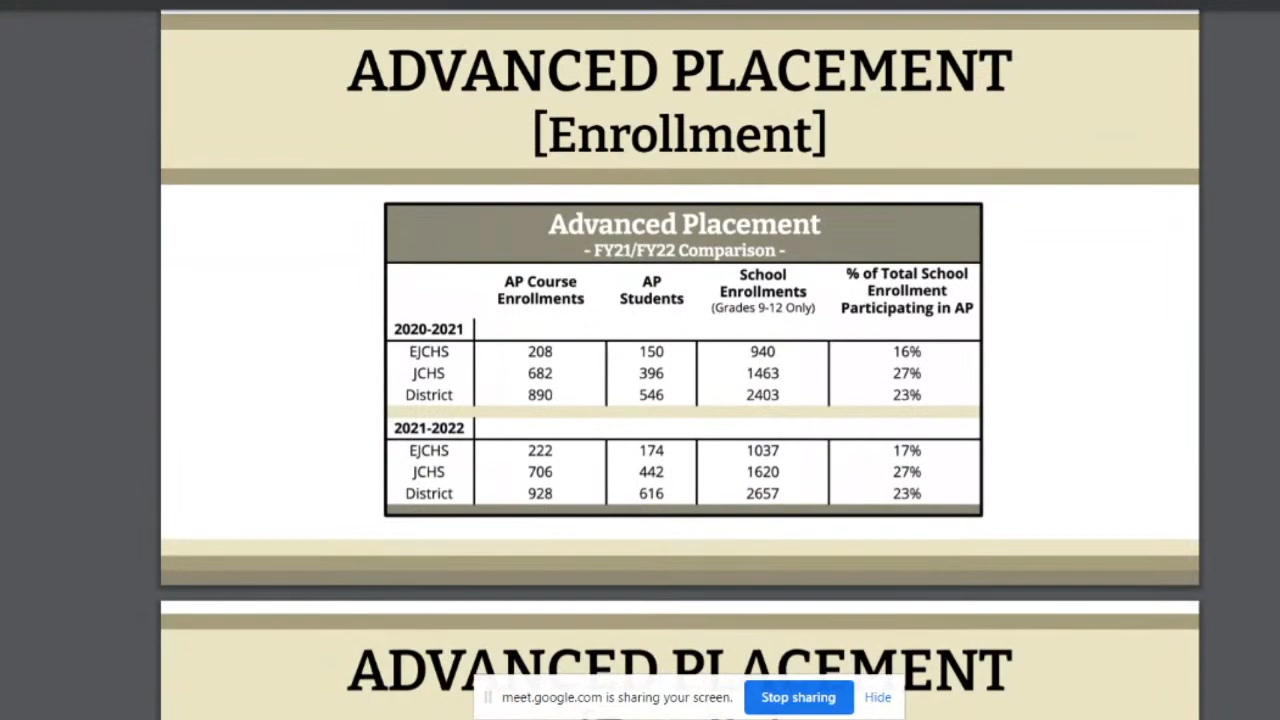 ADVANCED PLACEMENT
[Enrollment]
Advanced Placement
- FY21/FY22 Comparison -
AP Course Enrollments AP Students School Enrollments (Grades 9-12 Only) % of Total School Enrollment Participating in AP
2020-2021
EJCHS 208 150 940 16%
JCHS 682 396 1463 27%
District 890 546 2403 23%
2021-2022
EJCHS 222 174 1037 17%
JCHS 706 442 1620 27%
District 928 616 2657 23%
ADVANCED PLACEMENT
meet.google.com is sharing your screen. Stop sharing Hide